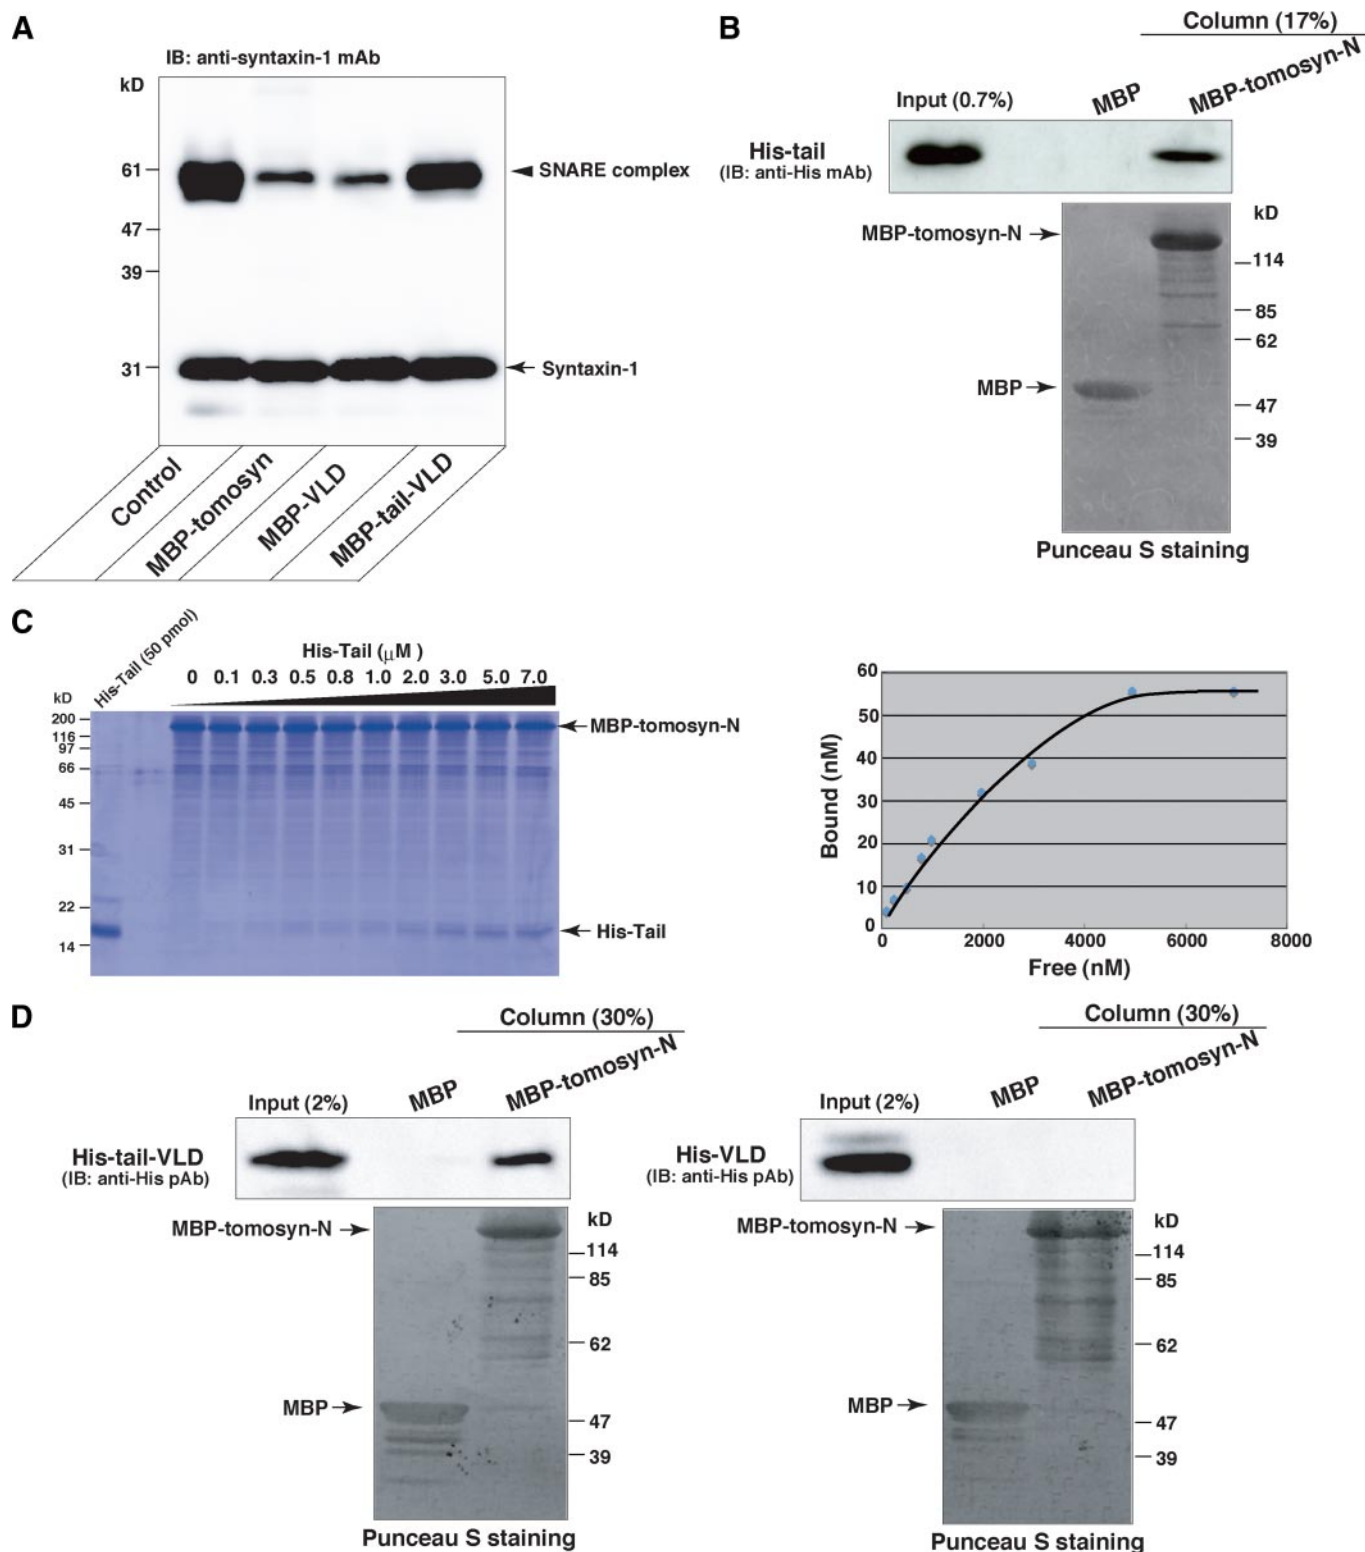 A
IB: anti-syntaxin-1 mAb
kD
61
SNARE complex
47
39
31
Syntaxin-1
Control
MBP-tomosyn
MBP-VLD
MBP-tail-VLD
B
Column (17%)
Input (0.7%)
MBP
MBP-tomosyn-N
His-tail
(IB: anti-His mAb)
kD
MBP-tomosyn-N
114
85
62
MBP
47
39
Punceau S staining
C
His-Tail (50 pmol)
His-Tail (μM )
0 0.1 0.3 0.5 0.8 1.0 2.0 3.0 5.0 7.0
kD
200
116
97
66
45
31
22
14
MBP-tomosyn-N
His-Tail
60
50
40
30
20
10
0
Bound (nM)
0 2000 4000 6000 8000
Free (nM)
D
Column (30%)
Input (2%)
MBP
MBP-tomosyn-N
His-tail-VLD
(IB: anti-His pAb)
MBP-tomosyn-N
kD
114
85
62
MBP
47
39
Punceau S staining
Column (30%)
Input (2%)
MBP
MBP-tomosyn-N
His-VLD
(IB: anti-His pAb)
MBP-tomosyn-N
kD
114
85
62
MBP
47
39
Punceau S staining